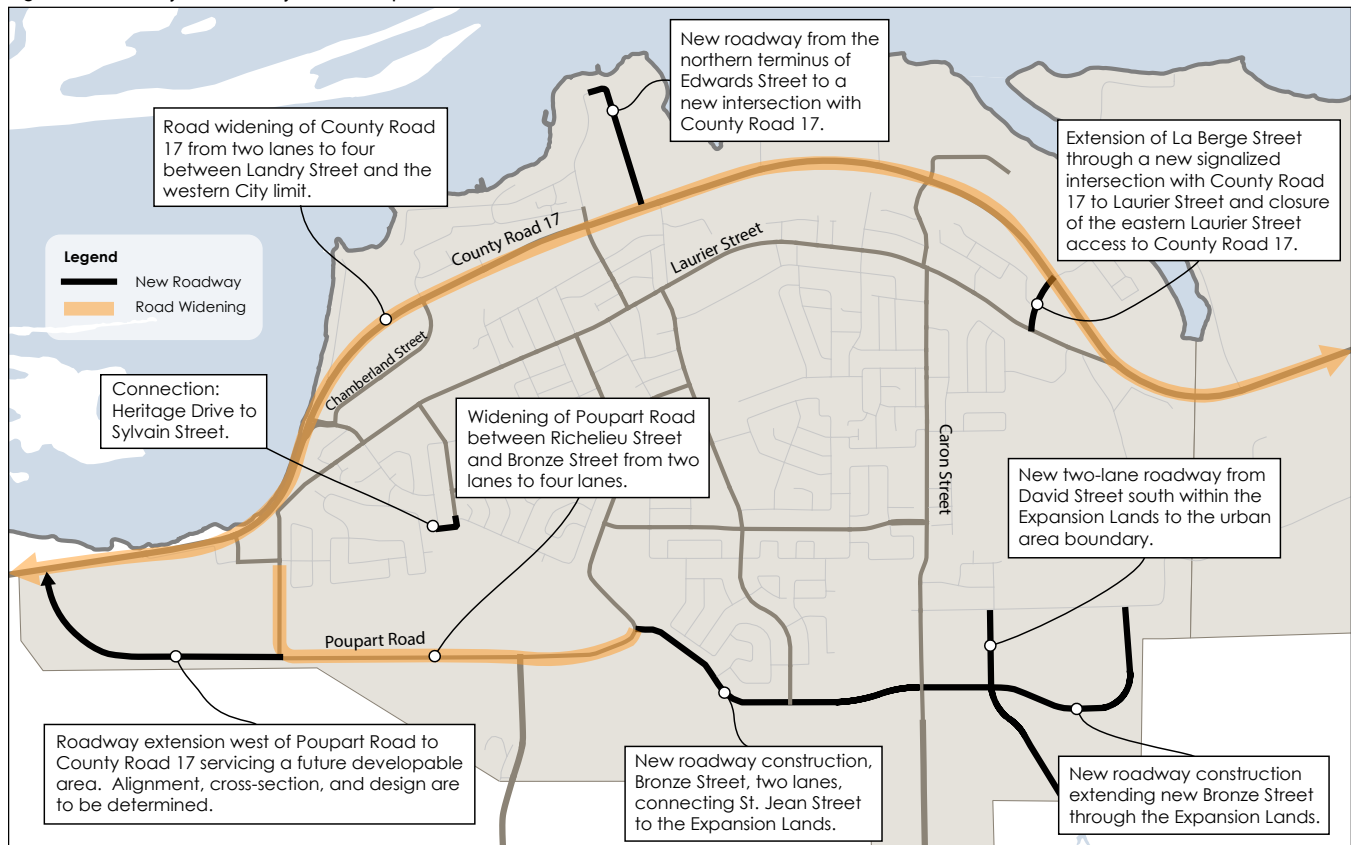 New roadway from the
northern terminus of
Edwards Street to a
new intersection with
County Road 17.
Road widening of County Road
17 from two lanes to four
between Landry Street and the
western City limit.
Extension of La Berge Street
through a new signalized
intersection with County Road
17 to Laurier Street and closure
of the eastern Laurier Street
access to County Road 17.
Legend
New Roadway
Road Widening
County Road 17
Laurier Street
Chamberland Street
Connection:
Heritage Drive to
Sylvain Street.
Widening of Poupart Road
between Richelieu Street
and Bronze Street from two
lanes to four lanes.
Caron Street
New two-lane roadway from
David Street south within the
Expansion Lands to the urban
area boundary.
Poupart Road
Roadway extension west of Poupart Road to
County Road 17 servicing a future developable
area. Alignment, cross-section, and design are
to be determined.
New roadway construction,
Bronze Street, two lanes,
connecting St. Jean Street
to the Expansion Lands.
New roadway construction
extending new Bronze Street
through the Expansion Lands.